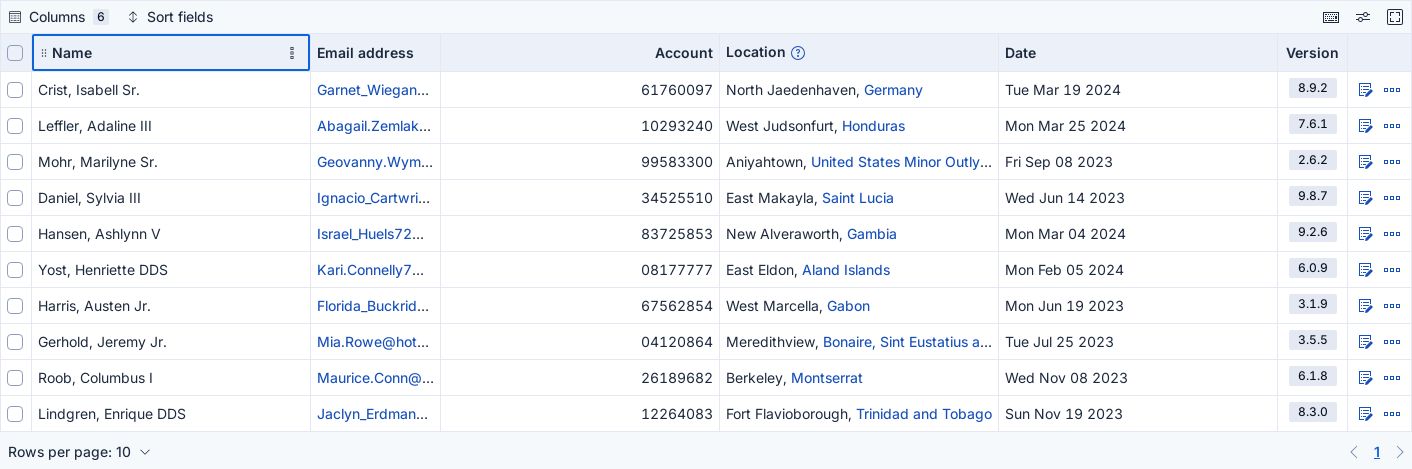 Columns 6 Sort fields
Name Email address Account Location Date Version
Crist, Isabell Sr. Garnet_Wiegan... 61760097 North Jaedenhaven, Germany Tue Mar 19 2024 8.9.2
Leffler, Adaline III Abagail.Zemlak... 10293240 West Judsonfurt, Honduras Mon Mar 25 2024 7.6.1
Mohr, Marilyne Sr. Geovanny.Wym... 99583300 Aniyahtown, United States Minor Outly... Fri Sep 08 2023 2.6.2
Daniel, Sylvia III Ignacio_Cartwri... 34525510 East Makayla, Saint Lucia Wed Jun 14 2023 9.8.7
Hansen, Ashlynn V Israel_Huels72... 83725853 New Alveraworth, Gambia Mon Mar 04 2024 9.2.6
Yost, Henriette DDS Kari.Connelly7... 08177777 East Eldon, Aland Islands Mon Feb 05 2024 6.0.9
Harris, Austen Jr. Florida_Buckrid... 67562854 West Marcella, Gabon Mon Jun 19 2023 3.1.9
Gerhold, Jeremy Jr. Mia.Rowe@hot... 04120864 Meredithview, Bonaire, Sint Eustatius a... Tue Jul 25 2023 3.5.5
Roob, Columbus I Maurice.Conn@... 26189682 Berkeley, Montserrat Wed Nov 08 2023 6.1.8
Lindgren, Enrique DDS Jaclyn_Erdman... 12264083 Fort Flavioborough, Trinidad and Tobago Sun Nov 19 2023 8.3.0
Rows per page: 10 1